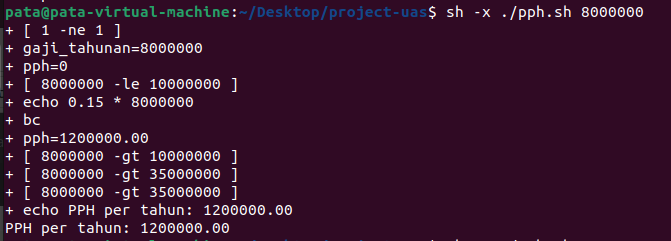 pata@pata-virtual-machine:~/Desktop/project-uas$ sh -x ./pph.sh 8000000
+ [ 1 -ne 1 ]
+ gaji_tahunan=8000000
+ pph=0
+ [ 8000000 -le 10000000 ]
+ echo 0.15 * 8000000
+ bc
+ pph=1200000.00
+ [ 8000000 -gt 10000000 ]
+ [ 8000000 -gt 35000000 ]
+ [ 8000000 -gt 35000000 ]
+ echo PPH per tahun: 1200000.00
PPH per tahun: 1200000.00